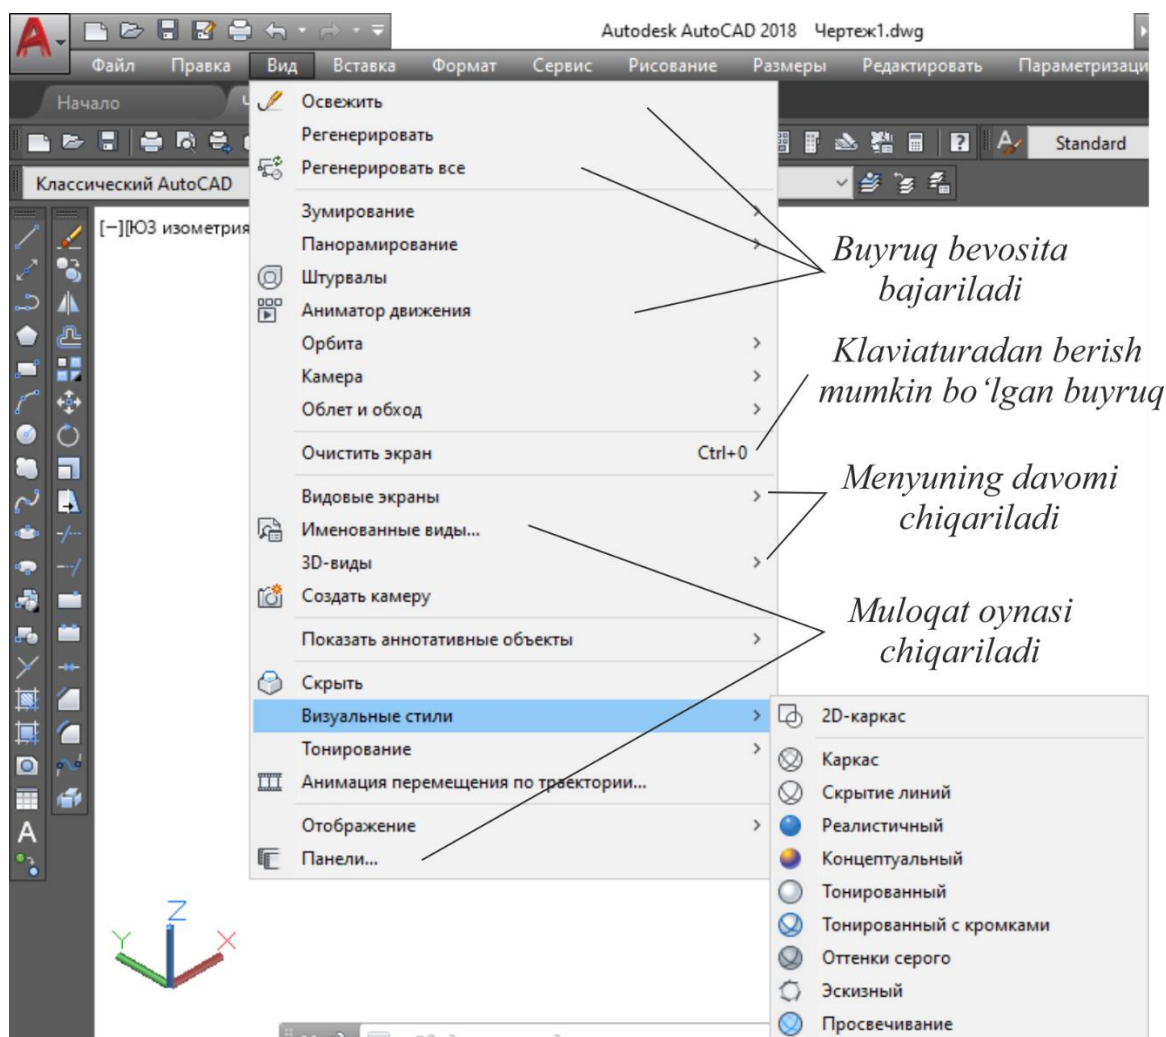 Autodesk AutoCAD 2018 Чертеж1.dwg
Файл Правка Вид Вставка Формат Сервис Рисование Размеры Редактировать Параметризаци
Начало
Освежить
Регенерировать
Standard
Регенерировать все
Классический AutoCAD
[−][ЮЗ изометрия
Зумирование
Панорамирование
Штурвалы
Аниматор движения
Орбита
Камера
Облет и обход
Очистить экран Ctrl+0
Видовые экраны
Именованные виды...
3D-виды
Создать камеру
Показать аннотативные объекты
Скрыть
Визуальные стили
Тонирование
Анимация перемещения по траектории...
Отображение
Панели...
Buyruq bevosita
bajariladi
Klaviaturadan berish
mumkin bo‘lgan buyruq
Menyuning davomi
chiqariladi
Muloqat oynasi
chiqariladi
2D-каркас
Каркас
Скрытие линий
Реалистичный
Концептуальный
Тонированный
Тонированный с кромками
Оттенки серого
Эскизный
Просвечивание
Z
Y
X